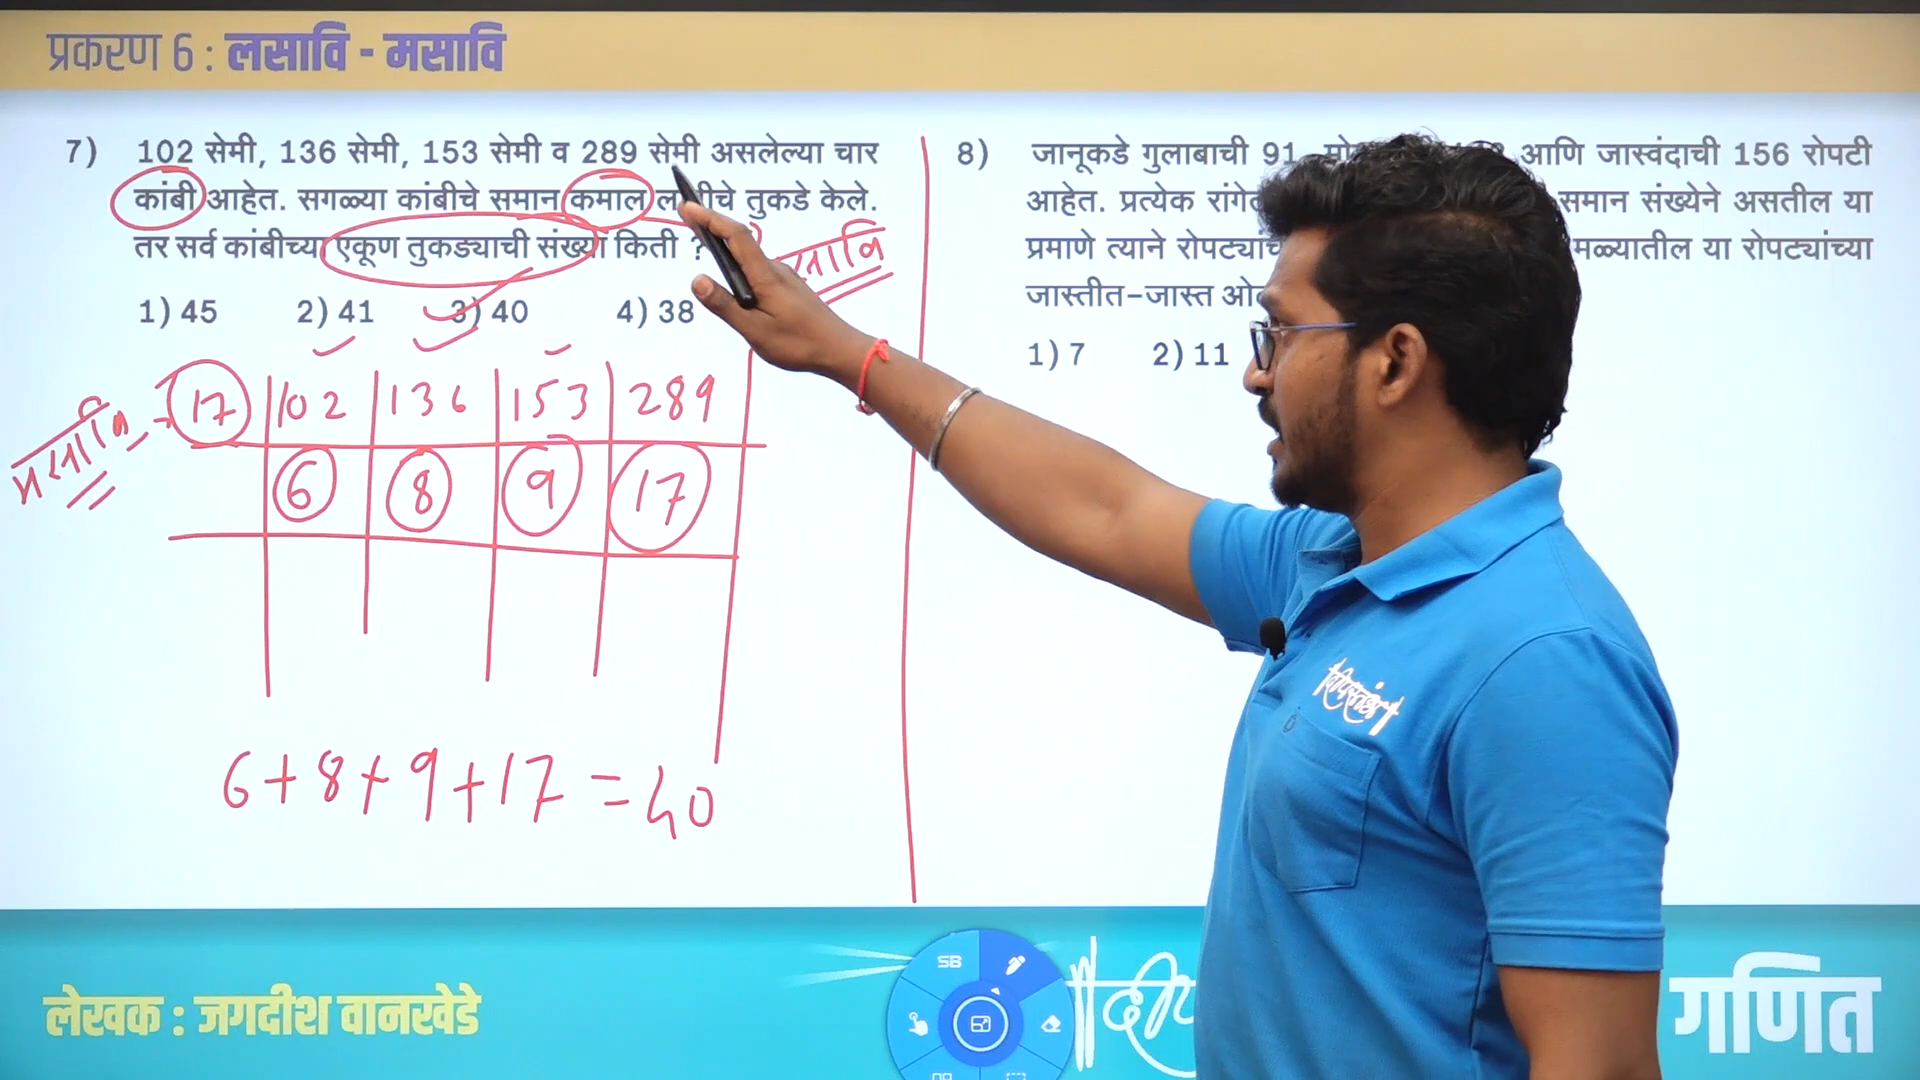 प्रकरण 6 : लसावि - मसावि
7) 102 सेमी, 136 सेमी, 153 सेमी व 289 सेमी असलेल्या चार
कांबी आहेत. सगळ्या कांबीचे समान कमाल तुकडे केले.
तर सर्व कांबीच्या एकूण तुकड्याची संख्या किती ?
1) 45 2) 41 3) 40 4) 38
मसावि
17 102 136 153 289
6 8 9 17
6+8+9+17=40
8) जानूकडे गुलाबाची 91, आणि जास्वंदाची 156 रोपटी
आहेत. प्रत्येक समान संख्येने असतील या
प्रमाणे त्याने मळ्यातील या रोपट्यांच्या
जास्तीत-जास्त
1) 7 2) 11
लेखक : जगदीश वानखेडे
SB
गणित
दीपस्तंभ